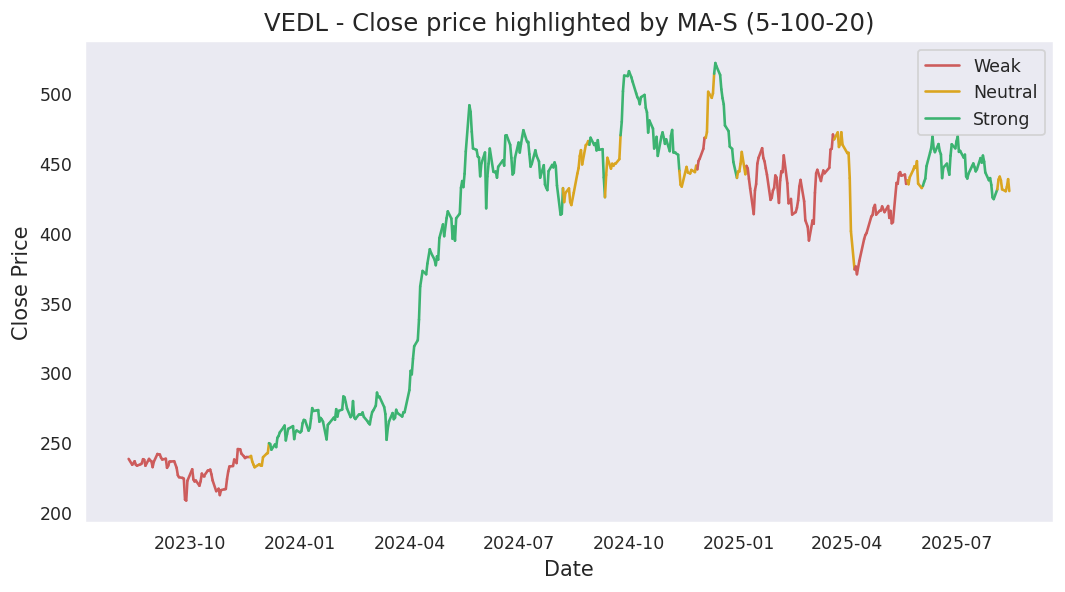 VEDL - Close price highlighted by MA-S (5-100-20)
Weak
Neutral
Strong
Close Price
500
450
400
350
300
250
200
2023-10 2024-01 2024-04 2024-07 2024-10 2025-01 2025-04 2025-07
Date